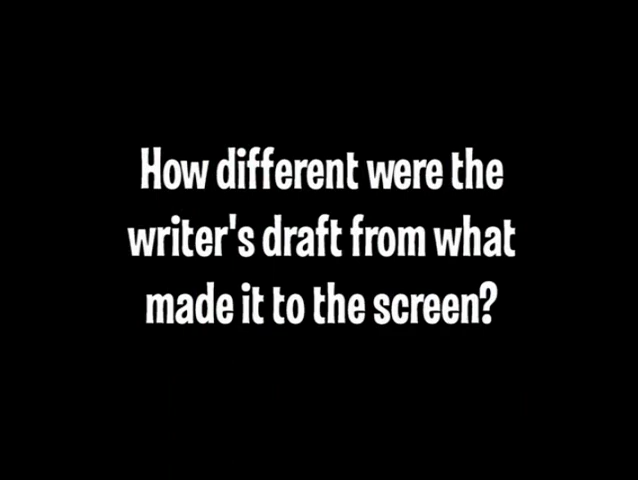 How different were the
writer's draft from what
made it to the screen?